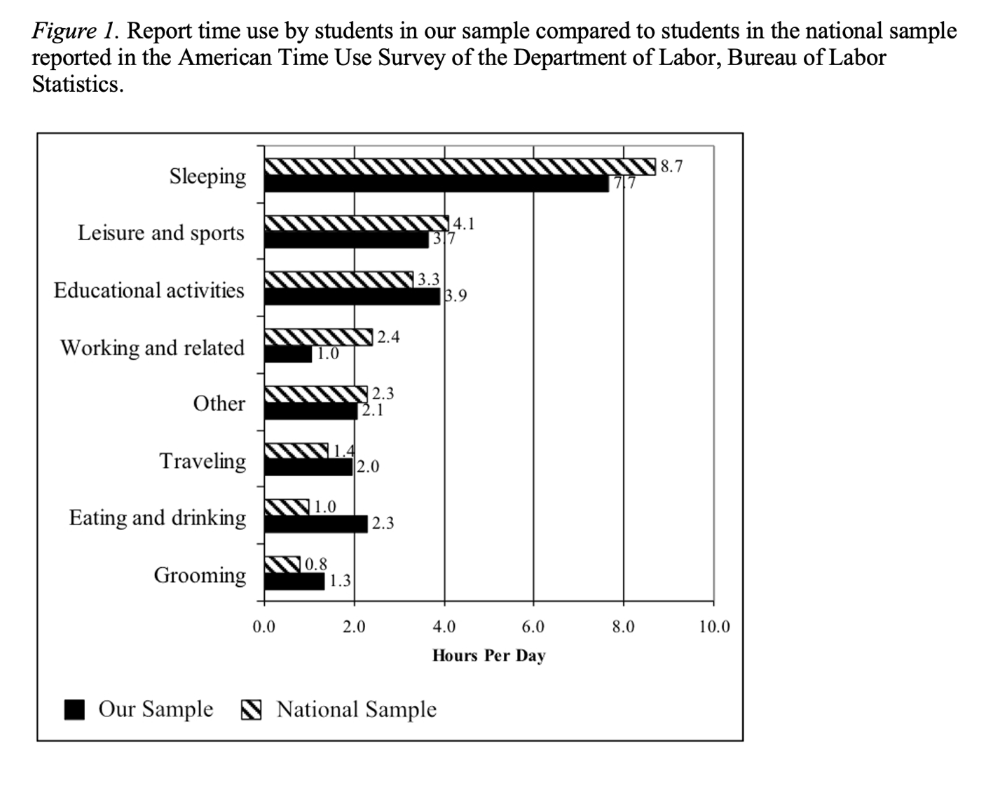 Figure 1. Report time use by students in our sample compared to students in the national sample
reported in the American Time Use Survey of the Department of Labor, Bureau of Labor
Statistics.
Sleeping
8.7
7.7
Leisure and sports
4.1
3.7
Educational activities
3.3
3.9
Working and related
2.4
1.0
Other
2.3
2.1
Traveling
1.4
2.0
Eating and drinking
1.0
2.3
Grooming
0.8
1.3
0.0 2.0 4.0 6.0 8.0 10.0
Hours Per Day
Our Sample National Sample